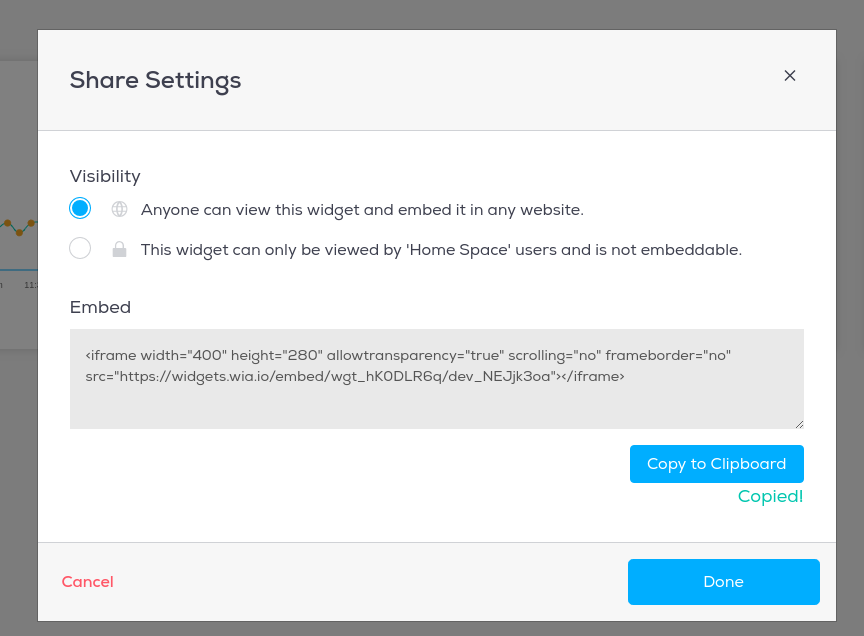 Share Settings
Visibility
Anyone can view this widget and embed it in any website.
This widget can only be viewed by 'Home Space' users and is not embeddable.
Embed
<iframe width="400" height="280" allowtransparency="true" scrolling="no" frameborder="no"
src="https://widgets.wia.io/embed/wgt_hK0DLR6q/dev_NEJjk3oa"></iframe>
Copy to Clipboard
Copied!
Cancel
Done